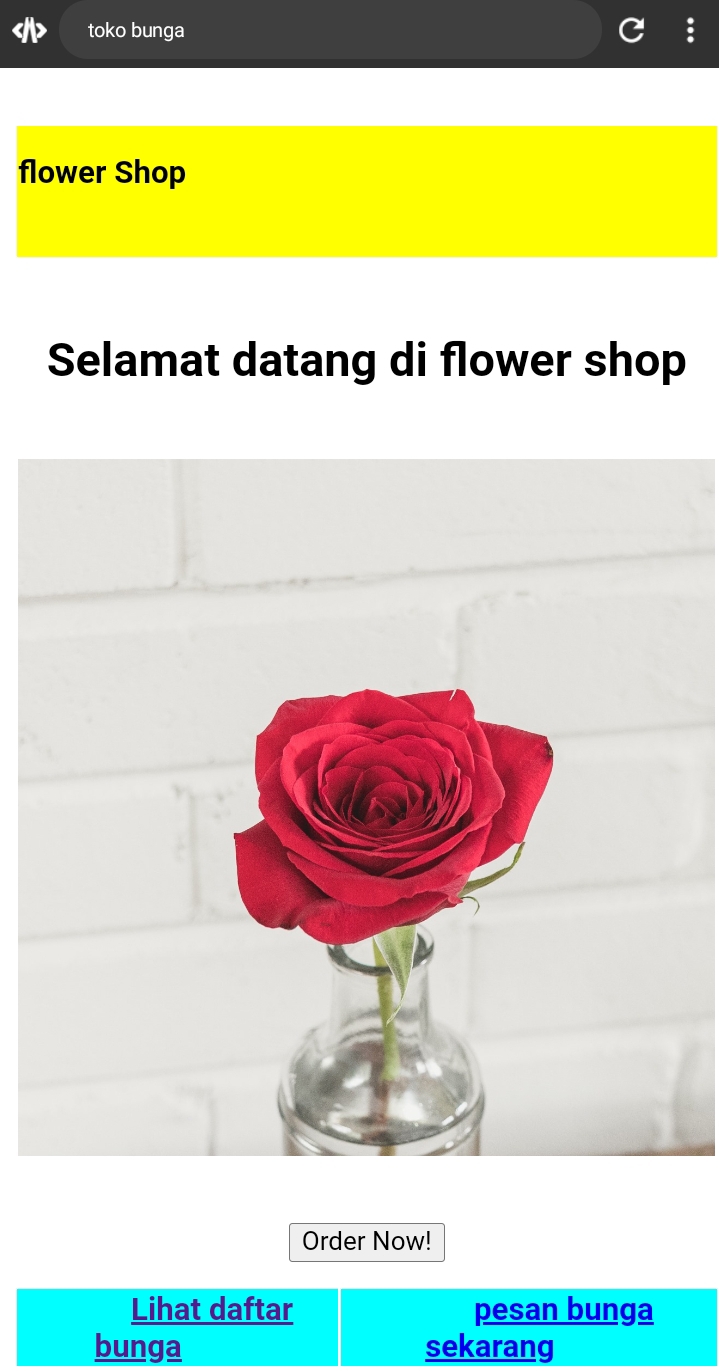 toko bunga
flower Shop
Selamat datang di flower shop
Order Now!
Lihat daftar
bunga
pesan bunga
sekarang